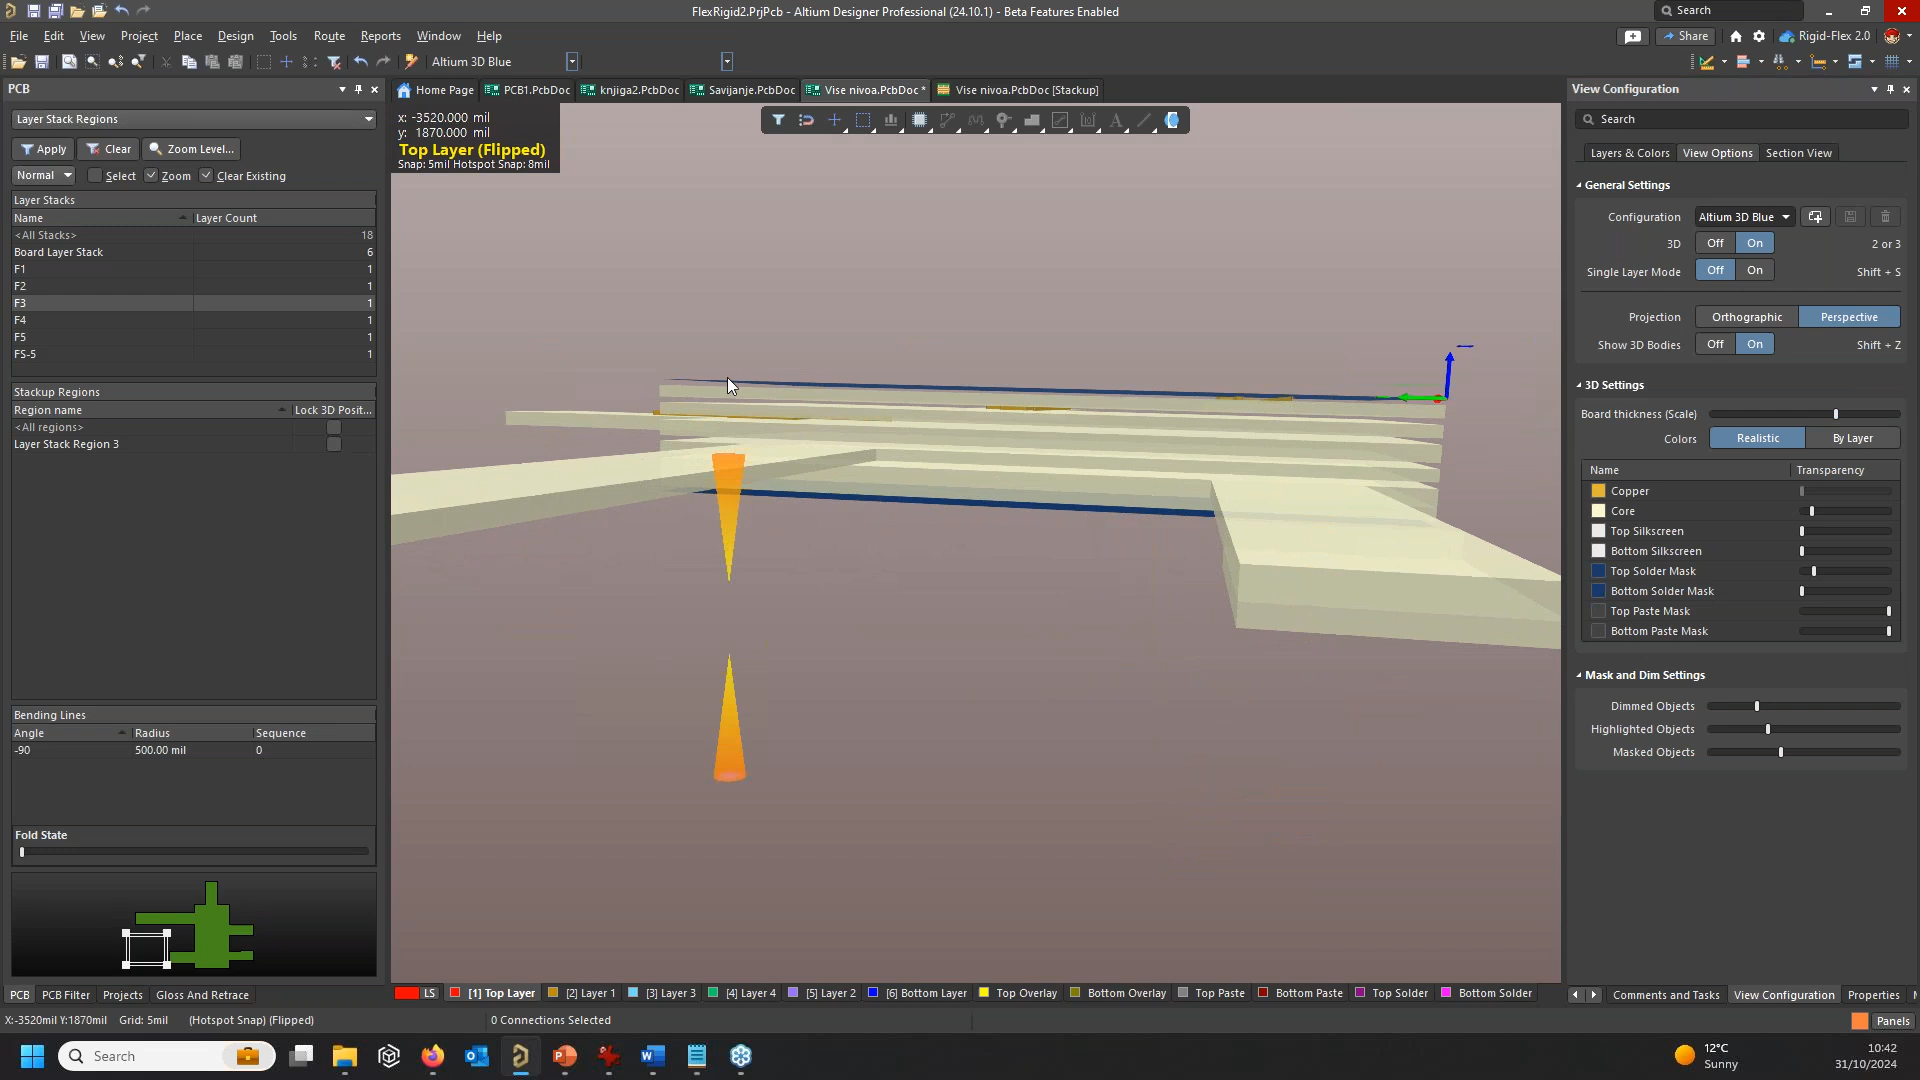 FlexRigid2.PrjPcb - Altium Designer Professional (24.10.1) - Beta Features Enabled
Search
File Edit View Project Place Design Tools Route Reports Window Help
Share
Rigid-Flex 2.0
Altium 3D Blue
PCB
Home Page
PCB1.PcbDoc
knjiga2.PcbDoc
Savijanje.PcbDoc
Vise nivoa.PcbDoc *
Vise nivoa.PcbDoc [Stackup]
View Configuration
Layer Stack Regions
Apply
Clear
Zoom Level...
Normal
Select
Zoom
Clear Existing
Layer Stacks
Name Layer Count
<All Stacks> 18
Board Layer Stack 6
F1 1
F2 1
F3 1
F4 1
F5 1
FS-5 1
Stackup Regions
Region name Lock 3D Posit...
<All regions>
Layer Stack Region 3
Bending Lines
Angle Radius Sequence
-90 500.00 mil 0
Fold State
PCB PCB Filter Projects Gloss And Retrace
x: -3520.000 mil
y: 1870.000 mil
Top Layer (Flipped)
Snap: 5mil Hotspot Snap: 8mil
LS [1] Top Layer [2] Layer 1 [3] Layer 3 [4] Layer 4 [5] Layer 2 [6] Bottom Layer Top Overlay Bottom Overlay Top Paste Bottom Paste Top Solder Bottom Solder
Search
Layers & Colors View Options Section View
General Settings
Configuration Altium 3D Blue
3D Off On 2 or 3
Single Layer Mode Off On Shift + S
Projection Orthographic Perspective
Show 3D Bodies Off On Shift + Z
3D Settings
Board thickness (Scale)
Colors Realistic By Layer
Name Transparency
Copper
Core
Top Silkscreen
Bottom Silkscreen
Top Solder Mask
Bottom Solder Mask
Top Paste Mask
Bottom Paste Mask
Mask and Dim Settings
Dimmed Objects
Highlighted Objects
Masked Objects
Comments and Tasks View Configuration Properties
X:-3520mil Y:1870mil Grid: 5mil (Hotspot Snap) (Flipped)
0 Connections Selected
Panels
Search
12°C
Sunny
10:42
31/10/2024